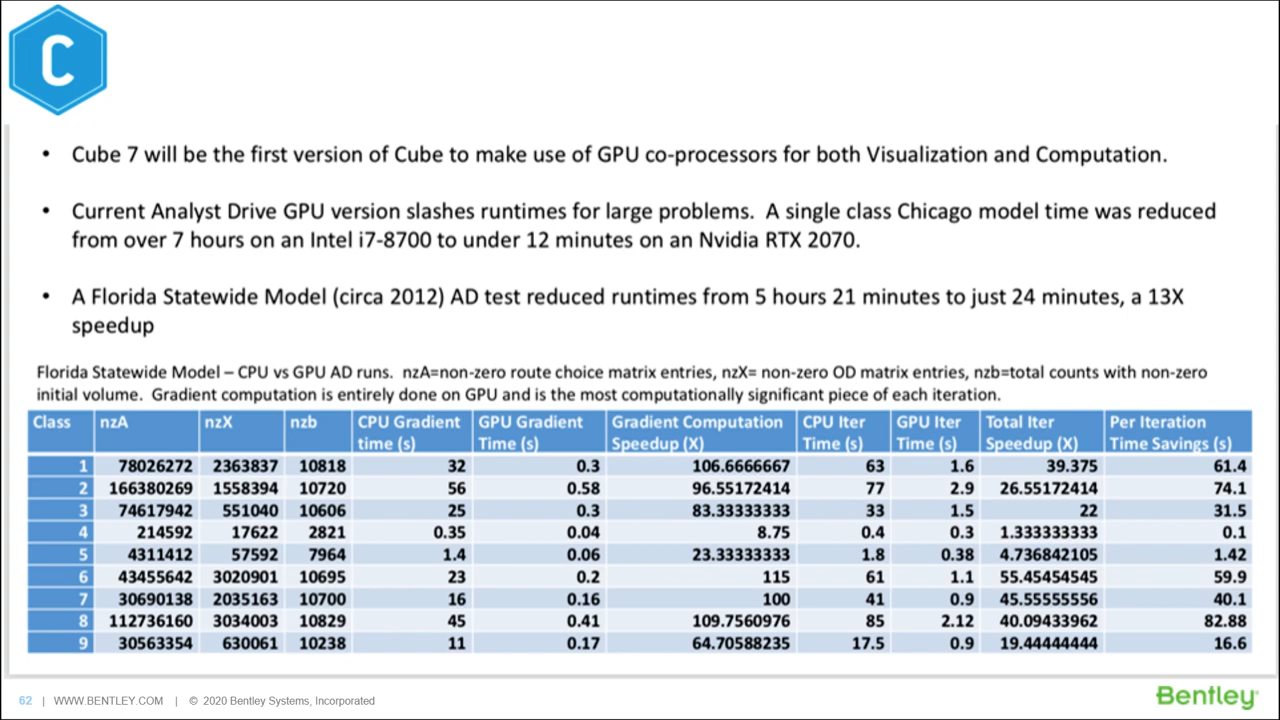 C
• Cube 7 will be the first version of Cube to make use of GPU co-processors for both Visualization and Computation.
• Current Analyst Drive GPU version slashes runtimes for large problems. A single class Chicago model time was reduced
from over 7 hours on an Intel i7-8700 to under 12 minutes on an Nvidia RTX 2070.
• A Florida Statewide Model (circa 2012) AD test reduced runtimes from 5 hours 21 minutes to just 24 minutes, a 13X
speedup
Florida Statewide Model – CPU vs GPU AD runs. nzA=non-zero route choice matrix entries, nzX= non-zero OD matrix entries, nzb=total counts with non-zero
initial volume. Gradient computation is entirely done on GPU and is the most computationally significant piece of each iteration.
Class nzA nzX nzb CPU Gradient GPU Gradient Gradient Computation CPU Iter GPU Iter Total Iter Per Iteration
time (s) Time (s) Speedup (X) Time (s) Time (s) Speedup (X) Time Savings (s)
1 78026272 2363837 10818 32 0.3 106.6666667 63 1.6 39.375 61.4
2 166380269 1558394 10720 56 0.58 96.55172414 77 2.9 26.55172414 74.1
3 74617942 551040 10606 25 0.3 83.33333333 33 1.5 22 31.5
4 214592 17622 2821 0.35 0.04 8.75 0.4 0.3 1.333333333 0.1
5 4311412 57592 7964 1.4 0.06 23.33333333 1.8 0.38 4.736842105 1.42
6 43455642 3020901 10695 23 0.2 115 61 1.1 55.45454545 59.9
7 30690138 2035163 10700 16 0.16 100 41 0.9 45.55555556 40.1
8 112736160 3034003 10829 45 0.41 109.7560976 85 2.12 40.09433962 82.88
9 30563354 630061 10238 11 0.17 64.70588235 17.5 0.9 19.44444444 16.6
62 | WWW.BENTLEY.COM | © 2020 Bentley Systems, Incorporated
Bentley